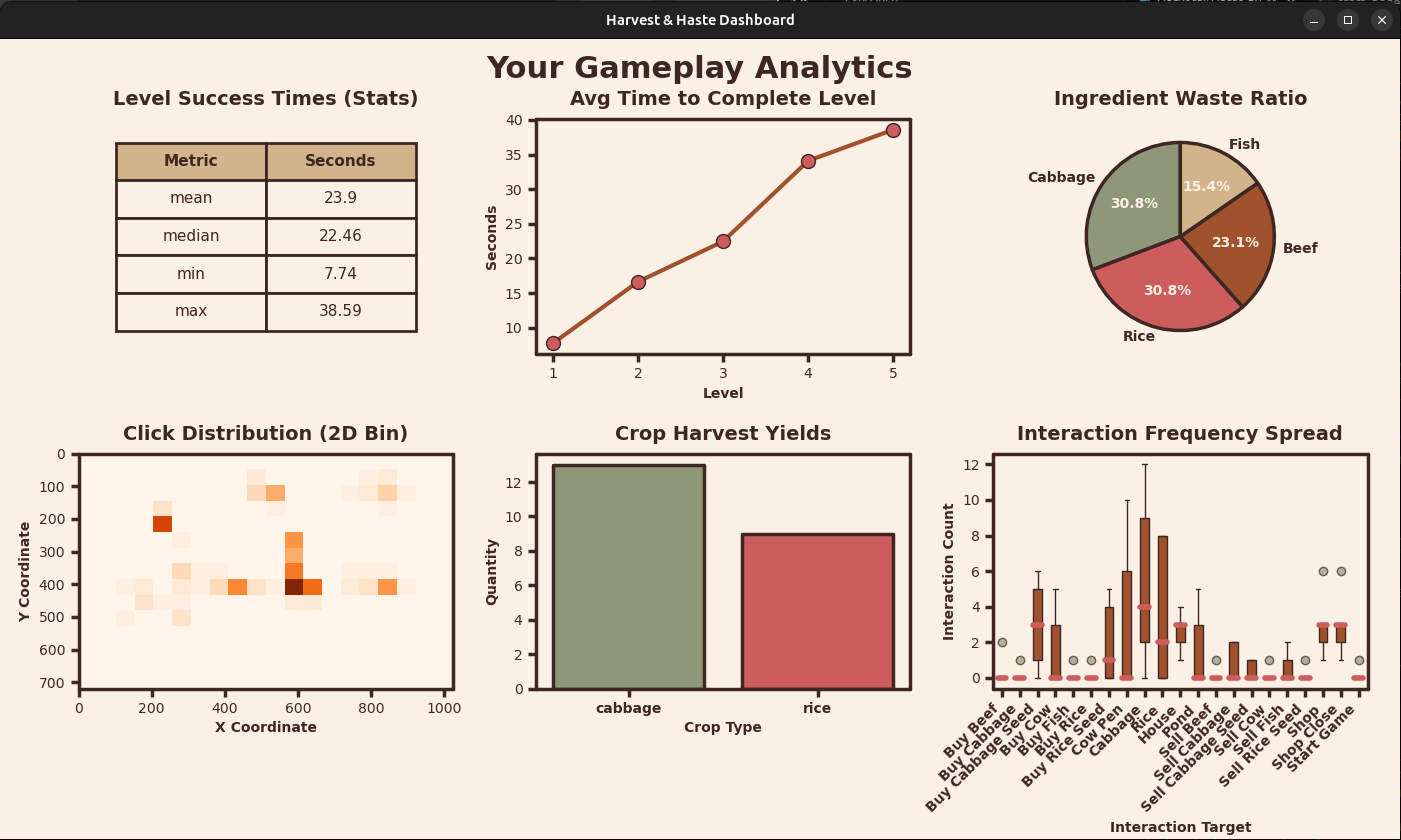 Harvest & Haste Dashboard
Your Gameplay Analytics
Level Success Times (Stats)
Metric Seconds
mean 23.9
median 22.46
min 7.74
max 38.59
Avg Time to Complete Level
Seconds
40
35
30
25
20
15
10
1 2 3 4 5
Level
Ingredient Waste Ratio
Fish
Cabbage
15.4%
30.8%
23.1%
Beef
30.8%
Rice
Click Distribution (2D Bin)
Y Coordinate
0
100
200
300
400
500
600
700
0 200 400 600 800 1000
X Coordinate
Crop Harvest Yields
Quantity
12
10
8
6
4
2
0
cabbage rice
Crop Type
Interaction Frequency Spread
Interaction Count
12
10
8
6
4
2
0
Buy Beef
Buy Cabbage
Buy Cabbage Seed
Buy Cow
Buy Fish
Buy Rice
Buy Rice Seed
Cow Pen
Cabbage
Rice
House
Pond
Sell Beef
Sell Cabbage
Sell Cabbage Seed
Sell Cow
Sell Fish
Sell Rice Seed
Shop
Shop Close
Start Game
Interaction Target